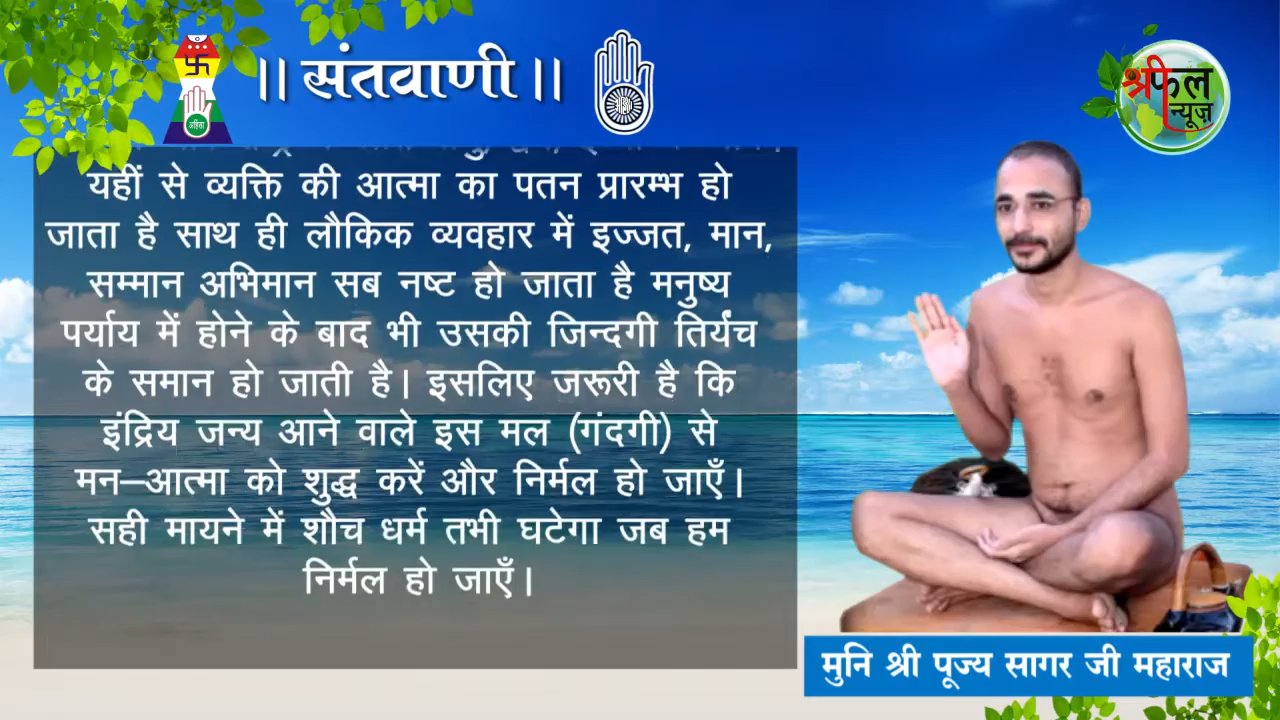 ॥ संतवाणी ॥
अहिंसा
श्रीफल
न्यूज़
यहीं से व्यक्ति की आत्मा का पतन प्रारम्भ हो
जाता है साथ ही लौकिक व्यवहार में इज्जत, मान,
सम्मान अभिमान सब नष्ट हो जाता है मनुष्य
पर्याय में होने के बाद भी उसकी जिन्दगी तिर्यंच
के समान हो जाती है। इसलिए जरूरी है कि
इंद्रिय जन्य आने वाले इस मल (गंदगी) से
मन–आत्मा को शुद्ध करें और निर्मल हो जाएँ।
सही मायने में शौच धर्म तभी घटेगा जब हम
निर्मल हो जाएँ।
मुनि श्री पूज्य सागर जी महाराज